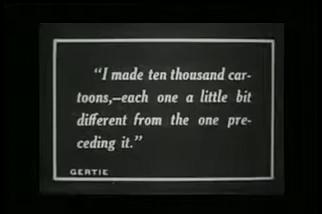 “I made ten thousand car-
toons,—each one a little bit
different from the one pre-
ceding it.”
GERTIE